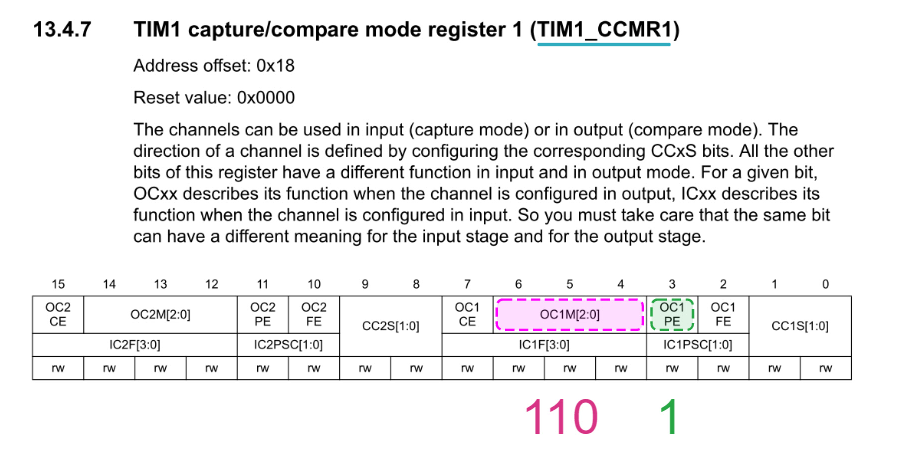 13.4.7 TIM1 capture/compare mode register 1 (TIM1_CCMR1)
Address offset: 0x18
Reset value: 0x0000
The channels can be used in input (capture mode) or in output (compare mode). The
direction of a channel is defined by configuring the corresponding CCxS bits. All the other
bits of this register have a different function in input and in output mode. For a given bit,
OCxx describes its function when the channel is configured in output, ICxx describes its
function when the channel is configured in input. So you must take care that the same bit
can have a different meaning for the input stage and for the output stage.
15 14 13 12 11 10 9 8 7 6 5 4 3 2 1 0
OC2 CE OC2M[2:0] OC2 PE OC2 FE CC2S[1:0] OC1 CE OC1M[2:0] OC1 PE OC1 FE CC1S[1:0]
IC2F[3:0] IC2PSC[1:0] IC1F[3:0] IC1PSC[1:0]
rw rw rw rw rw rw rw rw rw rw rw rw rw rw rw rw
110 1